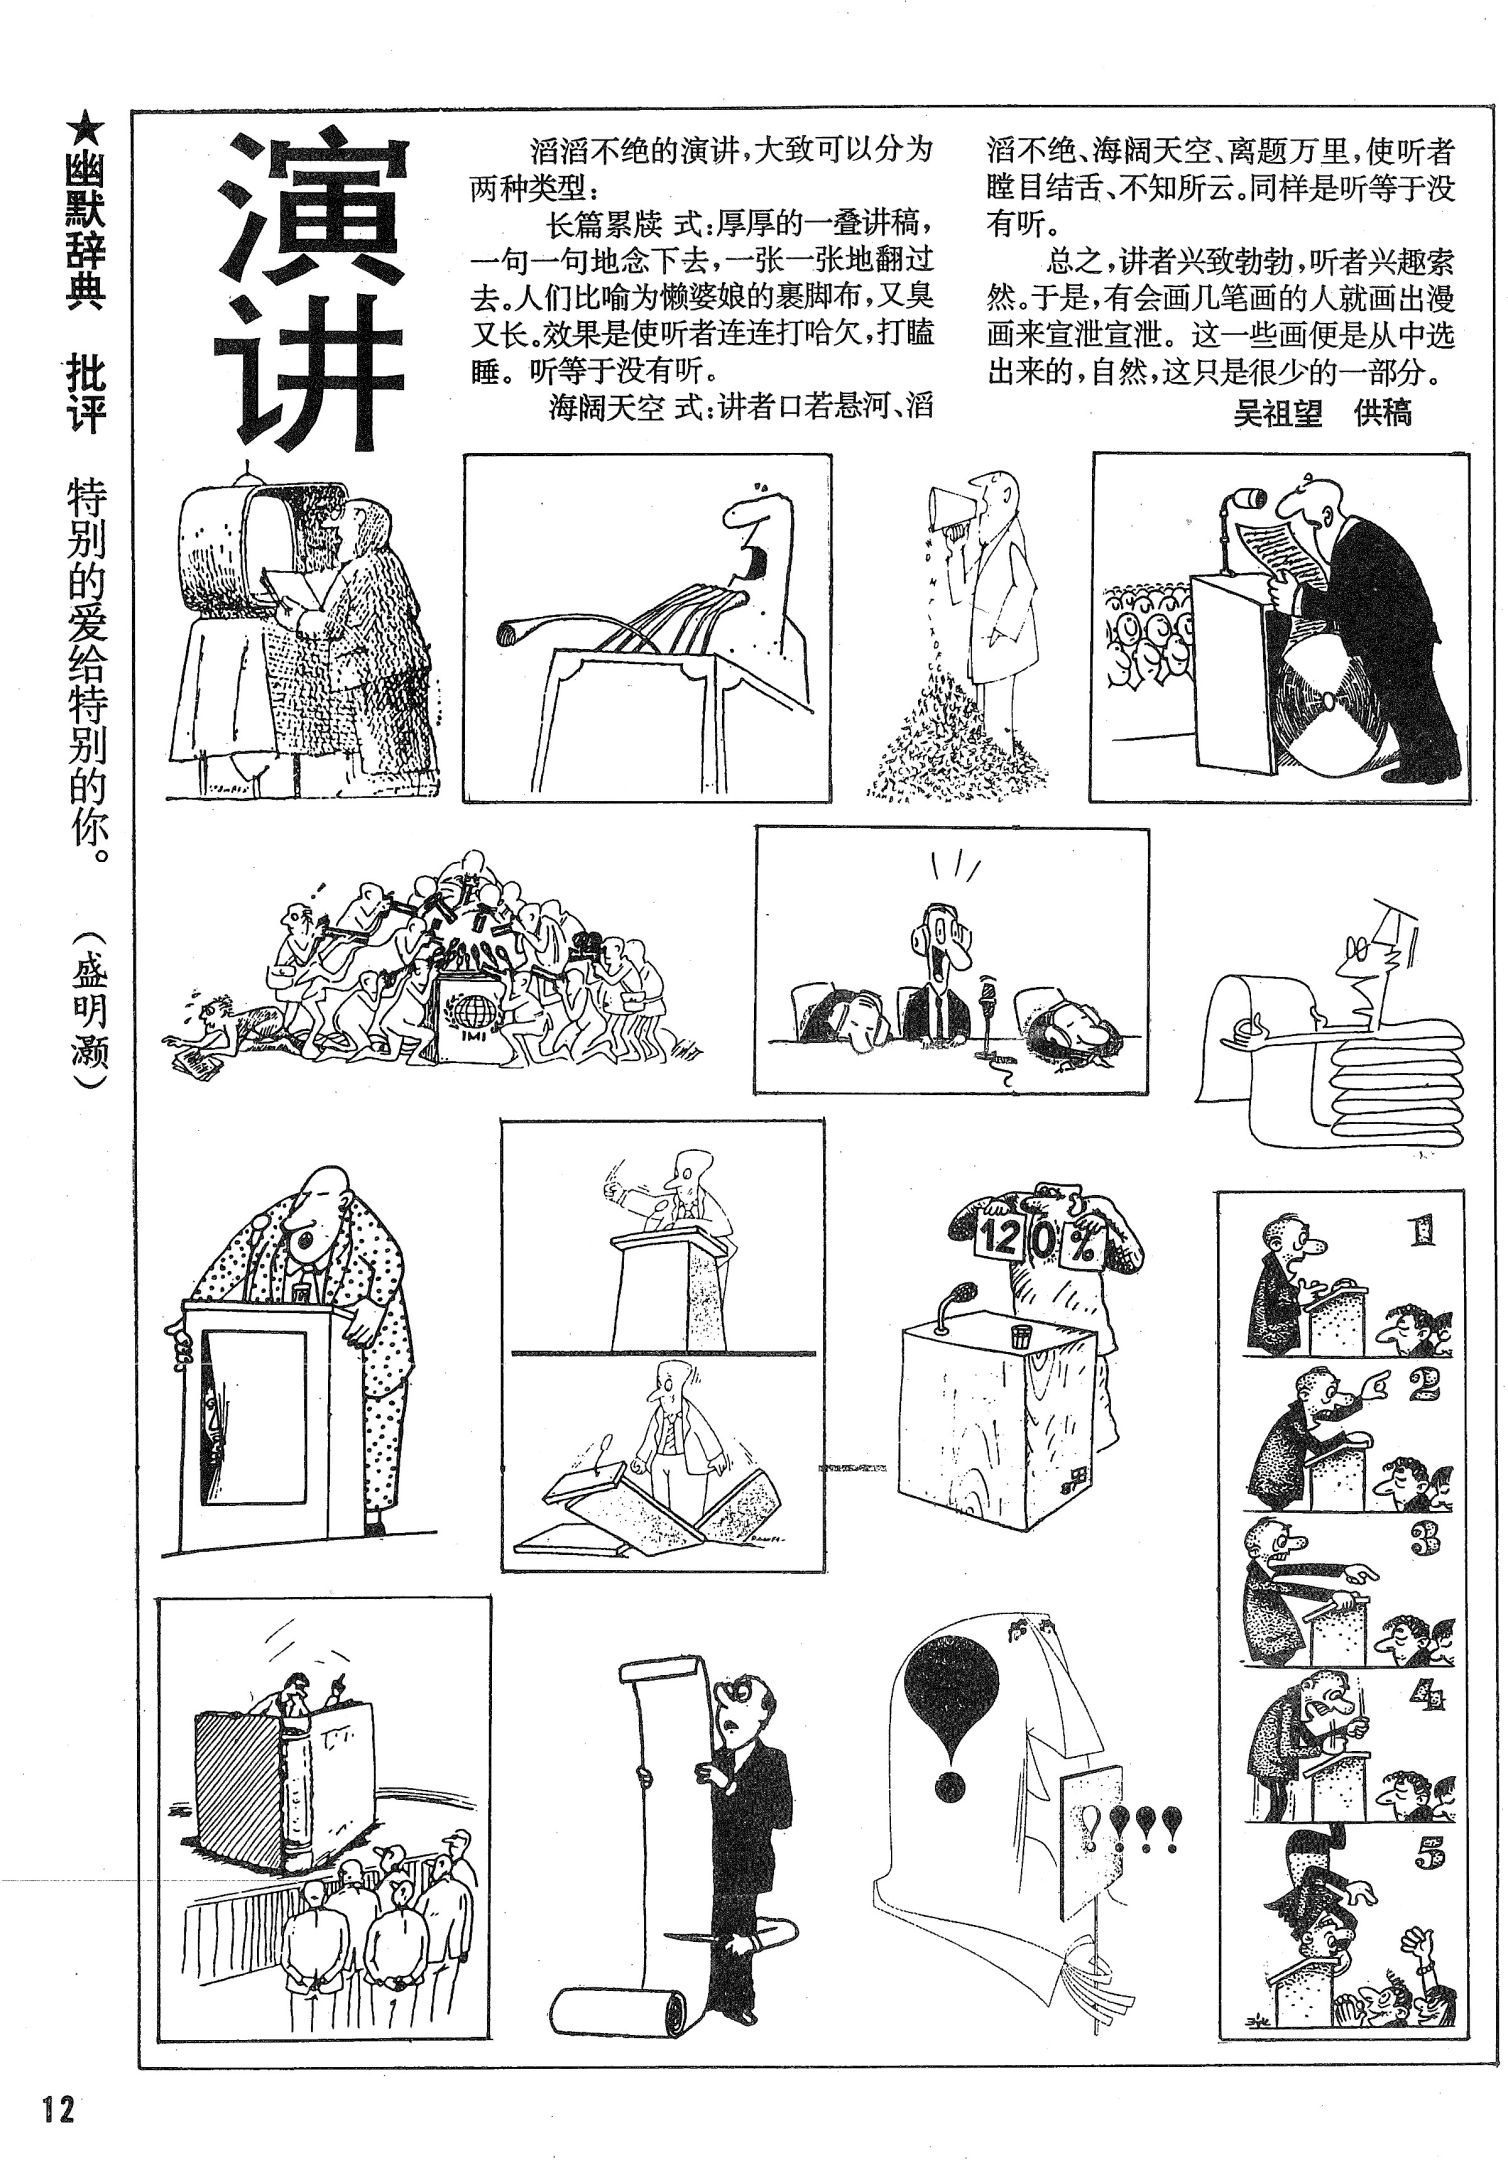 ★幽默辞典　批评　特别的爱给特别的你。　（盛明灏）
演讲
滔滔不绝的演讲，大致可以分为
两种类型：
长篇累牍 式：厚厚的一叠讲稿，
一句一句地念下去，一张一张地翻过
去。人们比喻为懒婆娘的裹脚布，又臭
又长。效果是使听者连连打哈欠，打瞌
睡。听等于没有听。
海阔天空 式：讲者口若悬河、滔
滔不绝、海阔天空、离题万里，使听者
瞠目结舌、不知所云。同样是听等于没
有听。
总之，讲者兴致勃勃，听者兴趣索
然。于是，有会画几笔画的人就画出漫
画来宣泄宣泄。这一些画便是从中选
出来的，自然，这只是很少的一部分。
吴祖望　供稿
IMI
120%
1
2
3
4
5
!!!!
12